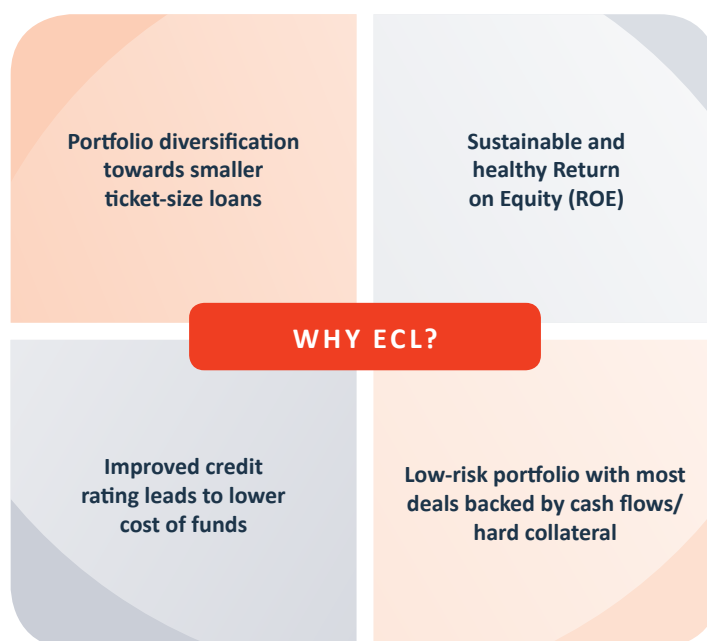 Portfolio diversification
towards smaller
ticket-size loans
Sustainable and
healthy Return
on Equity (ROE)
WHY ECL?
Improved credit
rating leads to lower
cost of funds
Low-risk portfolio with most
deals backed by cash flows/
hard collateral